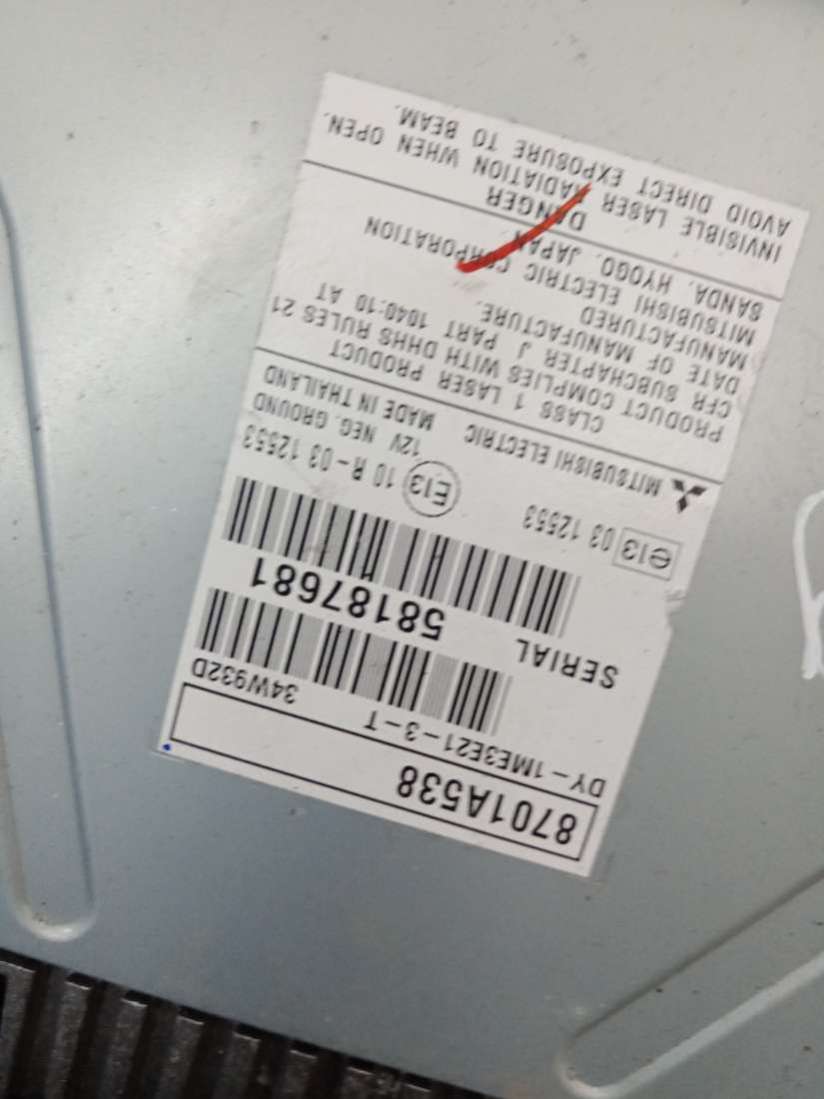 8701A538
DY-1ME3E21-3-T 34W932D
SERIAL 58187681
e13 03 12553 E13 10 R-03 12553
12V NEG. GROUND
MITSUBISHI ELECTRIC MADE IN THAILAND
CLASS 1 LASER PRODUCT
PRODUCT COMPLIES WITH DHHS RULES 21
CFR SUBCHAPTER J PART 1040:10 AT
DATE OF MANUFACTURE.
MANUFACTURED
MITSUBISHI ELECTRIC CORPORATION
SANDA, HYOGO, JAPAN
DANGER
INVISIBLE LASER RADIATION WHEN OPEN.
AVOID DIRECT EXPOSURE TO BEAM.